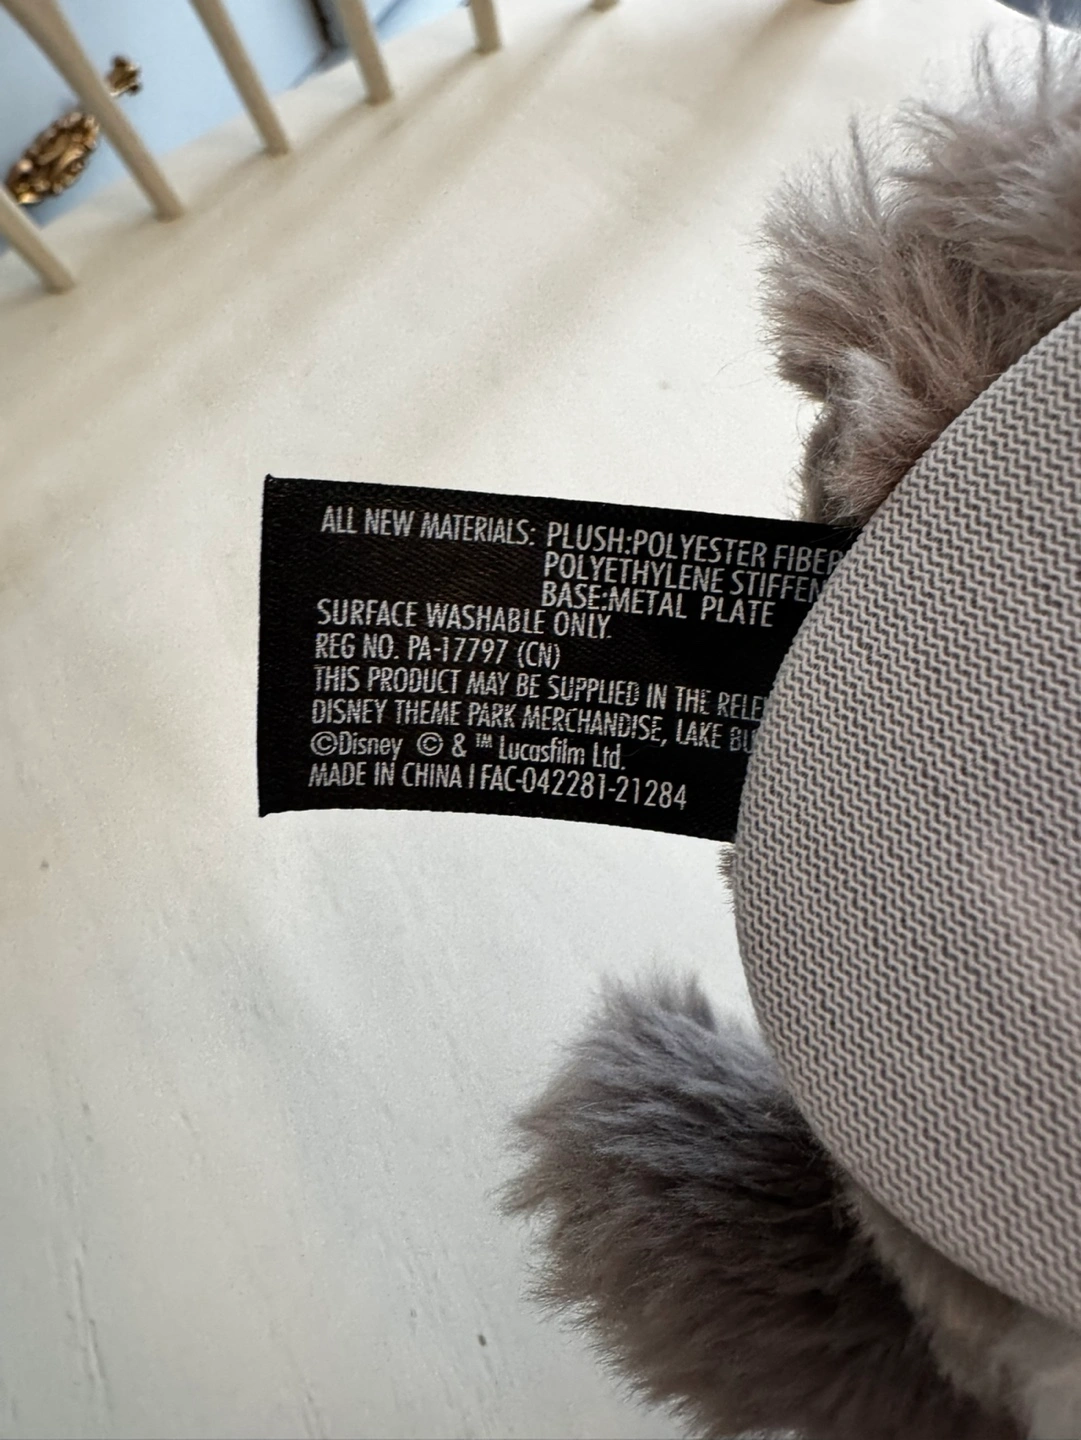 ALL NEW MATERIALS: PLUSH:POLYESTER FIBER
POLYETHYLENE
BASE:METAL PLATE
SURFACE WASHABLE ONLY.
REG NO. PA-17797 (CN)
THIS PRODUCT MAY BE SUPPLIED IN THE
DISNEY THEME PARK MERCHANDISE, LAKE
©Disney © & ™ Lucasfilm Ltd.
MADE IN CHINA | FAC-042281-21284